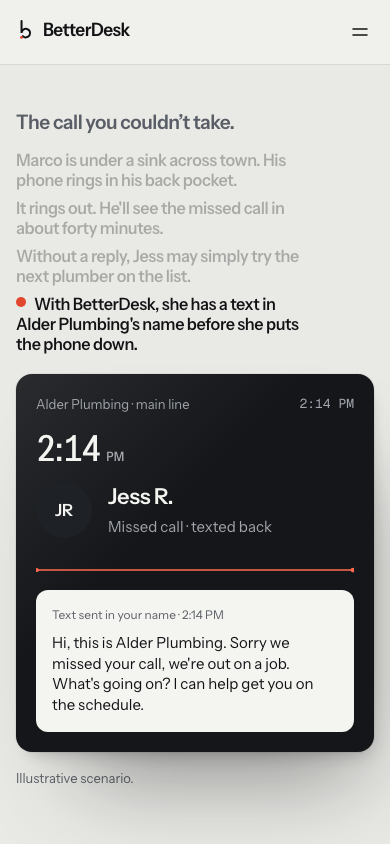 BetterDesk
The call you couldn’t take.
Marco is under a sink across town. His
phone rings in his back pocket.
It rings out. He'll see the missed call in
about forty minutes.
Without a reply, Jess may simply try the
next plumber on the list.
With BetterDesk, she has a text in
Alder Plumbing's name before she puts
the phone down.
Alder Plumbing · main line 2:14 PM
2:14 PM
JR Jess R.
Missed call · texted back
Text sent in your name · 2:14 PM
Hi, this is Alder Plumbing. Sorry we
missed your call, we're out on a job.
What's going on? I can help get you on
the schedule.
Illustrative scenario.